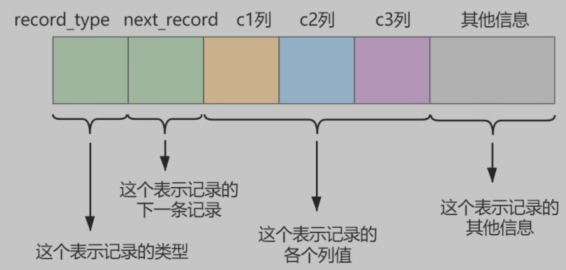 record_type next_record c1列 c2列 c3列 其他信息
这个表示记录的
下一条记录
这个表示记录的类型
这个表示记录的
各个列值
这个表示记录的
其他信息